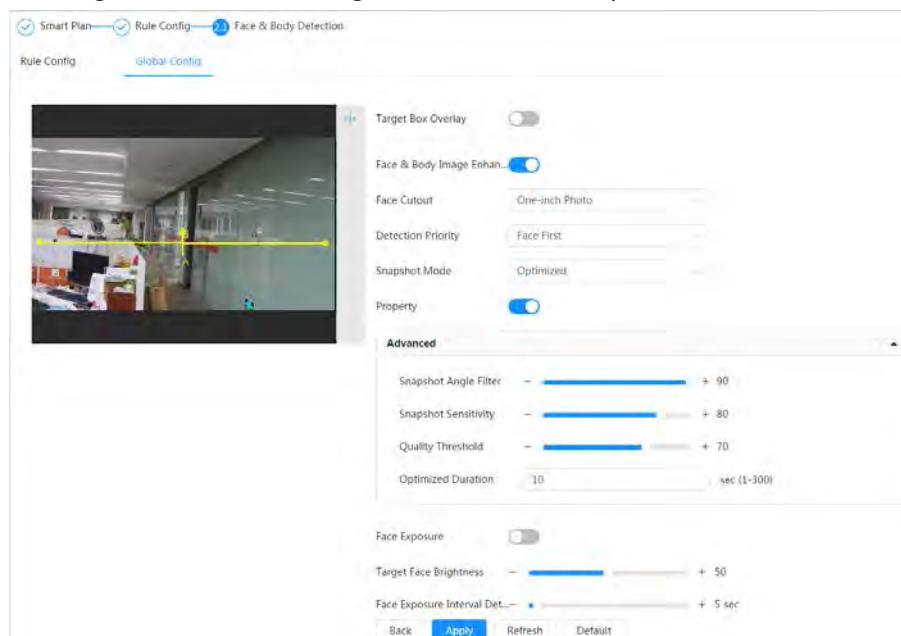 Smart Plan Rule Config 2.1 Face & Body Detection
Rule Config Global Config
Target Box Overlay
Face & Body Image Enhan...
Face Cutout One-inch Photo
Detection Priority Face First
Snapshot Mode Optimized
Property
Advanced
Snapshot Angle Filter - + 90
Snapshot Sensitivity - + 80
Quality Threshold - + 70
Optimized Duration 10 sec (1-300)
Face Exposure
Target Face Brightness - + 50
Face Exposure Interval Det... - + 5 sec
Back Apply Refresh Default